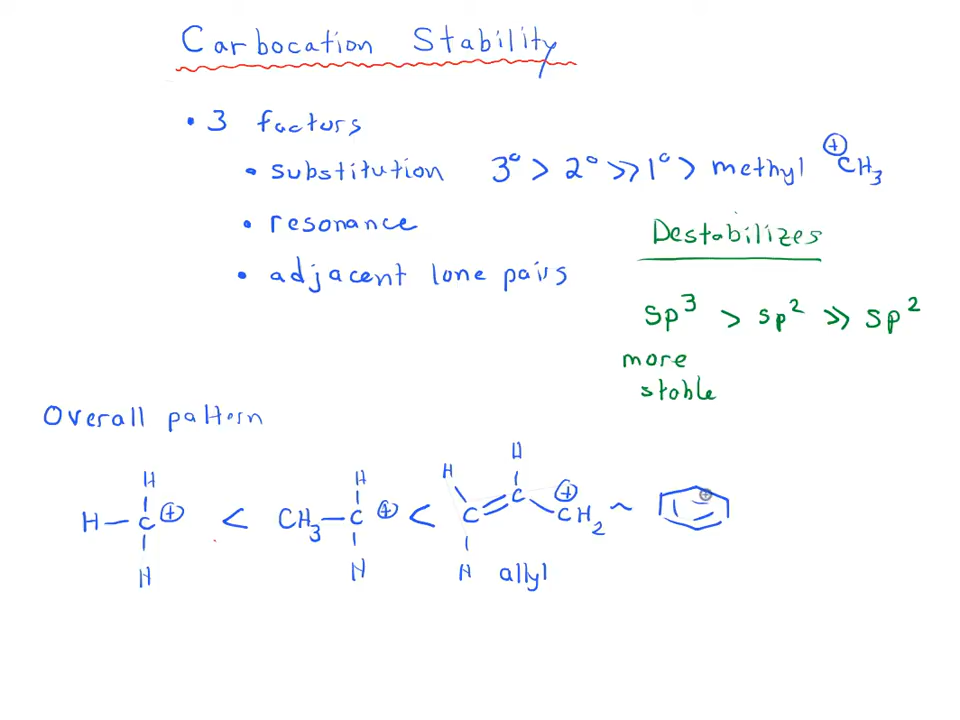 Carbocation Stability
• 3 factors
• substitution 3° > 2° >> 1° > methyl ⊕CH3
• resonance
• adjacent lone pairs
Destabilizes
sp3 > sp2 >> sp2
more
stable
Overall pattern
H H H H
H—C⊕ < CH3—C⊕ < C=C—⊕CH2 ~
H H H allyl